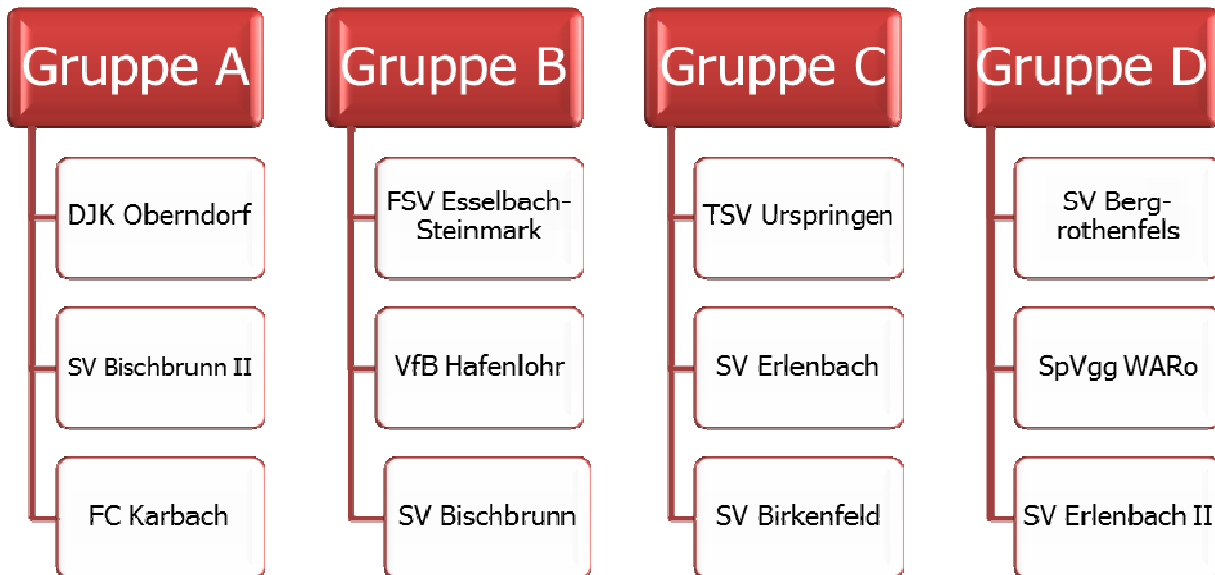 Gruppe A
DJK Oberndorf
SV Bischbrunn II
FC Karbach
Gruppe B
FSV Esselbach-
Steinmark
VfB Hafenlohr
SV Bischbrunn
Gruppe C
TSV Urspringen
SV Erlenbach
SV Birkenfeld
Gruppe D
SV Berg-
rothenfels
SpVgg WARo
SV Erlenbach II